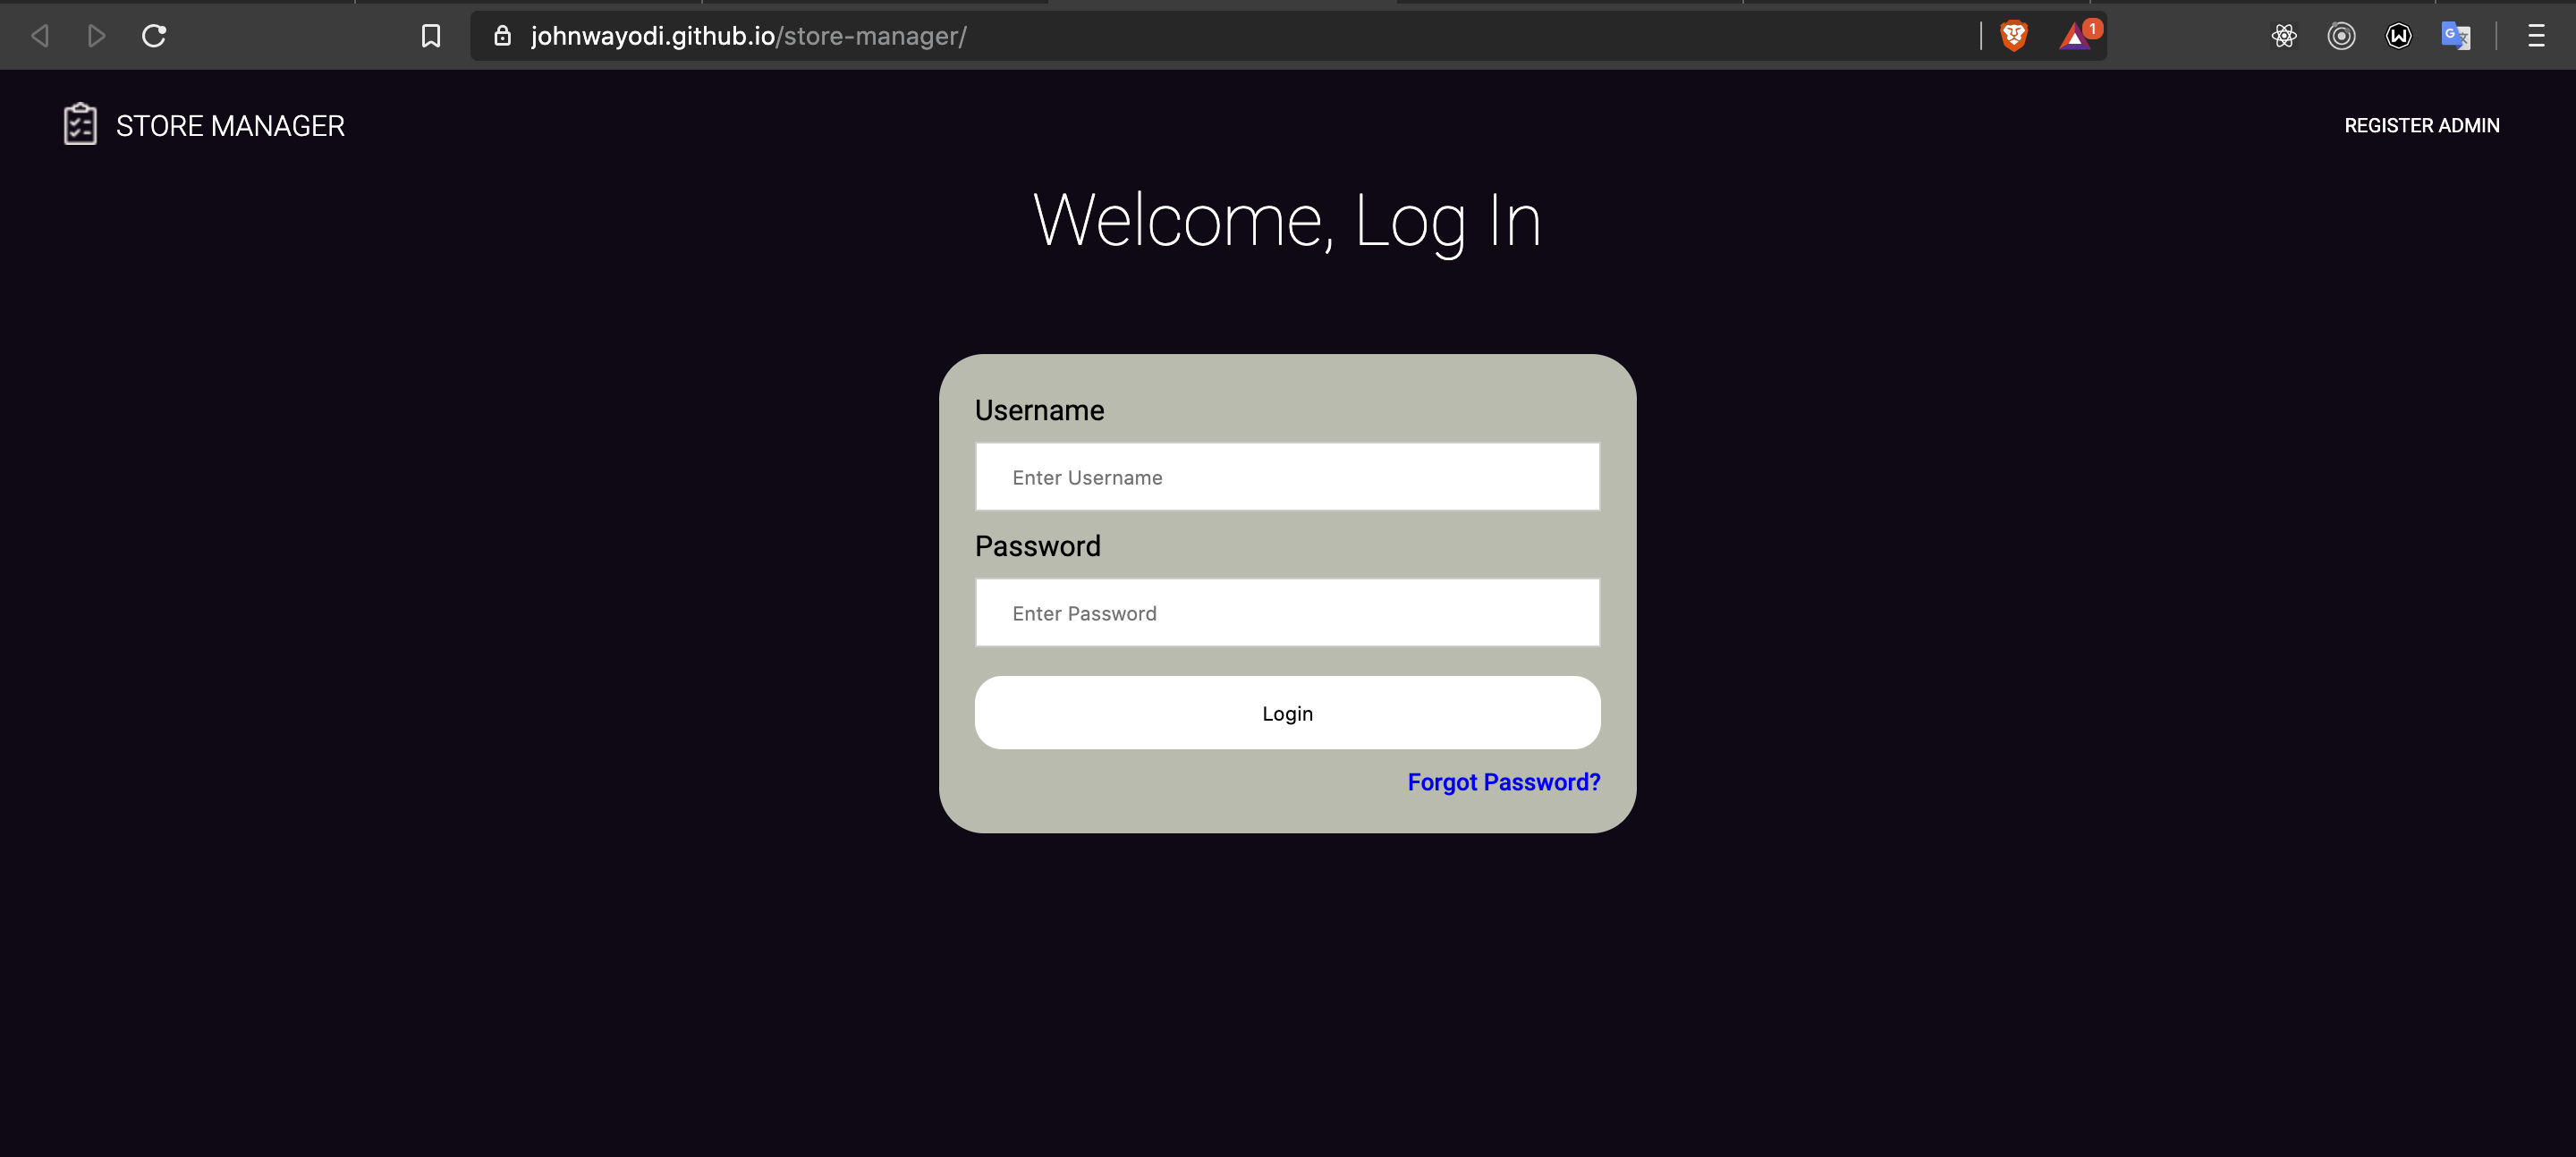 johnwayodi.github.io/store-manager/
1
STORE MANAGER
REGISTER ADMIN
Welcome, Log In
Username
Enter Username
Password
Enter Password
Login
Forgot Password?